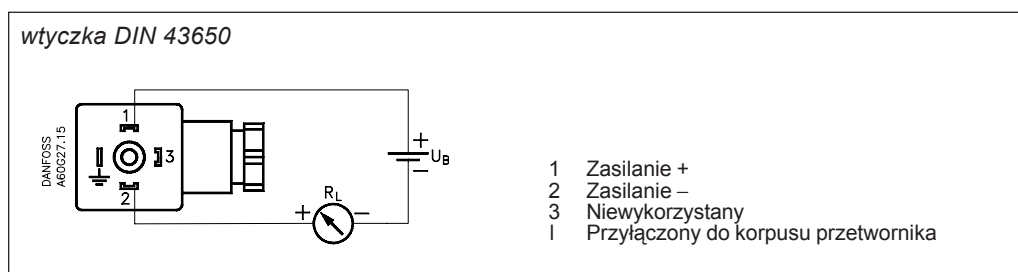 wtyczka DIN 43650
DANFOSS
A60G27.15
1
3
2
+
U_B
–
R_L
+
–
1 Zasilanie +
2 Zasilanie –
3 Niewykorzystany
I Przyłączony do korpusu przetwornika